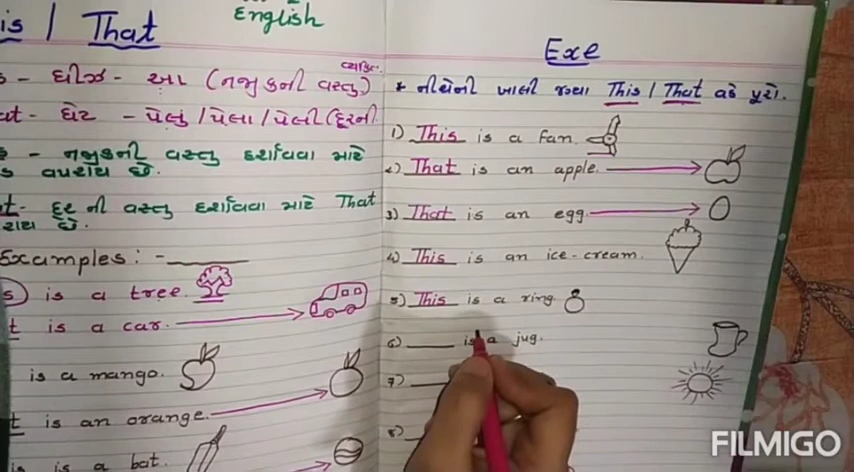 English
is / That
- ધીઝ - આ (નજીકની વસ્તુ)
at - ધેટ - પેલું / પેલા / પેલી (દૂરની
- નજીકની વસ્તુ દર્શાવવા માટે
વપરાય છે.
t - દૂર ની વસ્તુ દર્શાવવા માટે That
રાય છે.
Examples : -
s) is a tree.
t is a car.
is a mango.
t is an orange.
is a bat.
Exe
* નીચેની ખાલી જગ્યા This / That વડે પુરો.
1) This is a fan.
2) That is an apple.
3) That is an egg.
4) This is an ice-cream.
5) This is a ring.
6) ____ is a jug.
7) ____
8)
FILMIGO